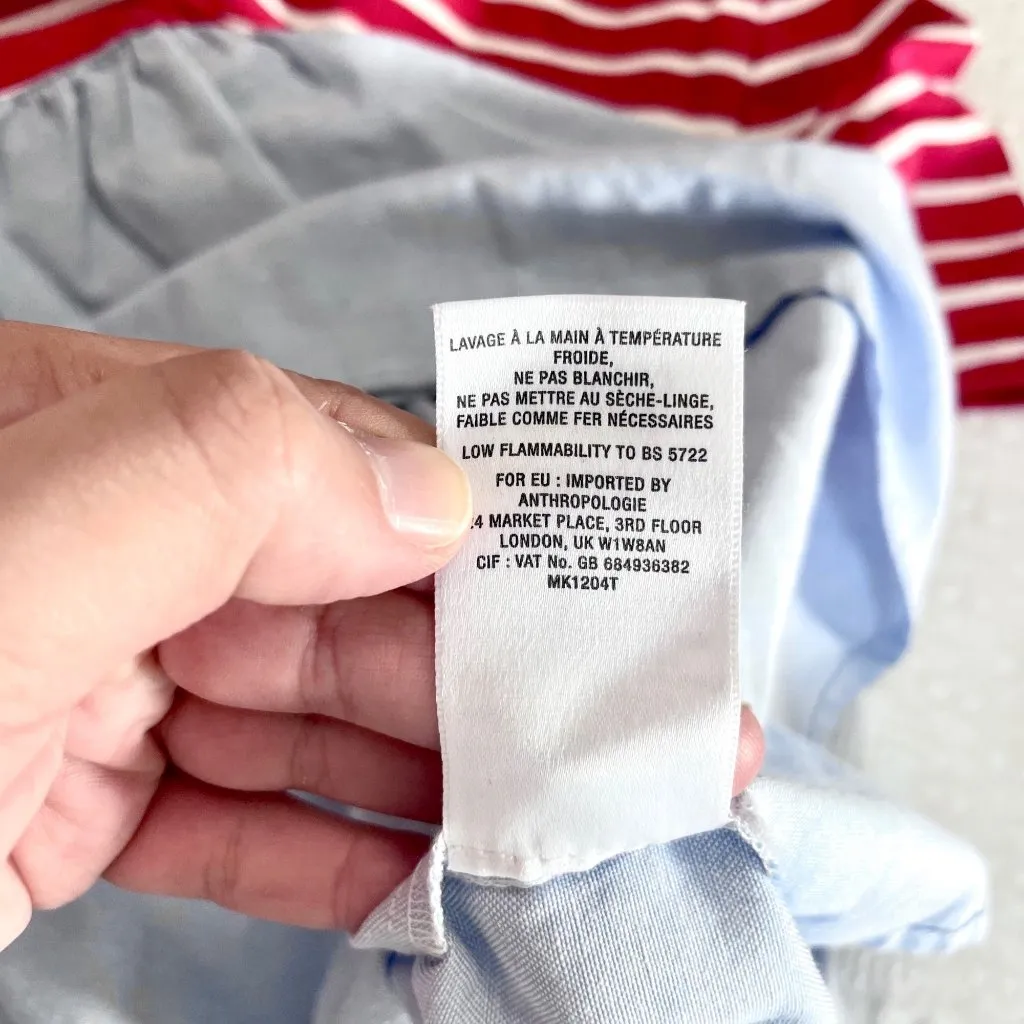 LAVAGE À LA MAIN À TEMPÉRATURE
FROIDE,
NE PAS BLANCHIR,
NE PAS METTRE AU SÈCHE-LINGE,
FAIBLE COMME FER NÉCESSAIRES
LOW FLAMMABILITY TO BS 5722
FOR EU : IMPORTED BY
ANTHROPOLOGIE
MARKET PLACE, 3RD FLOOR
LONDON, UK W1W8AN
CIF : VAT No. GB 684936382
MK1204T